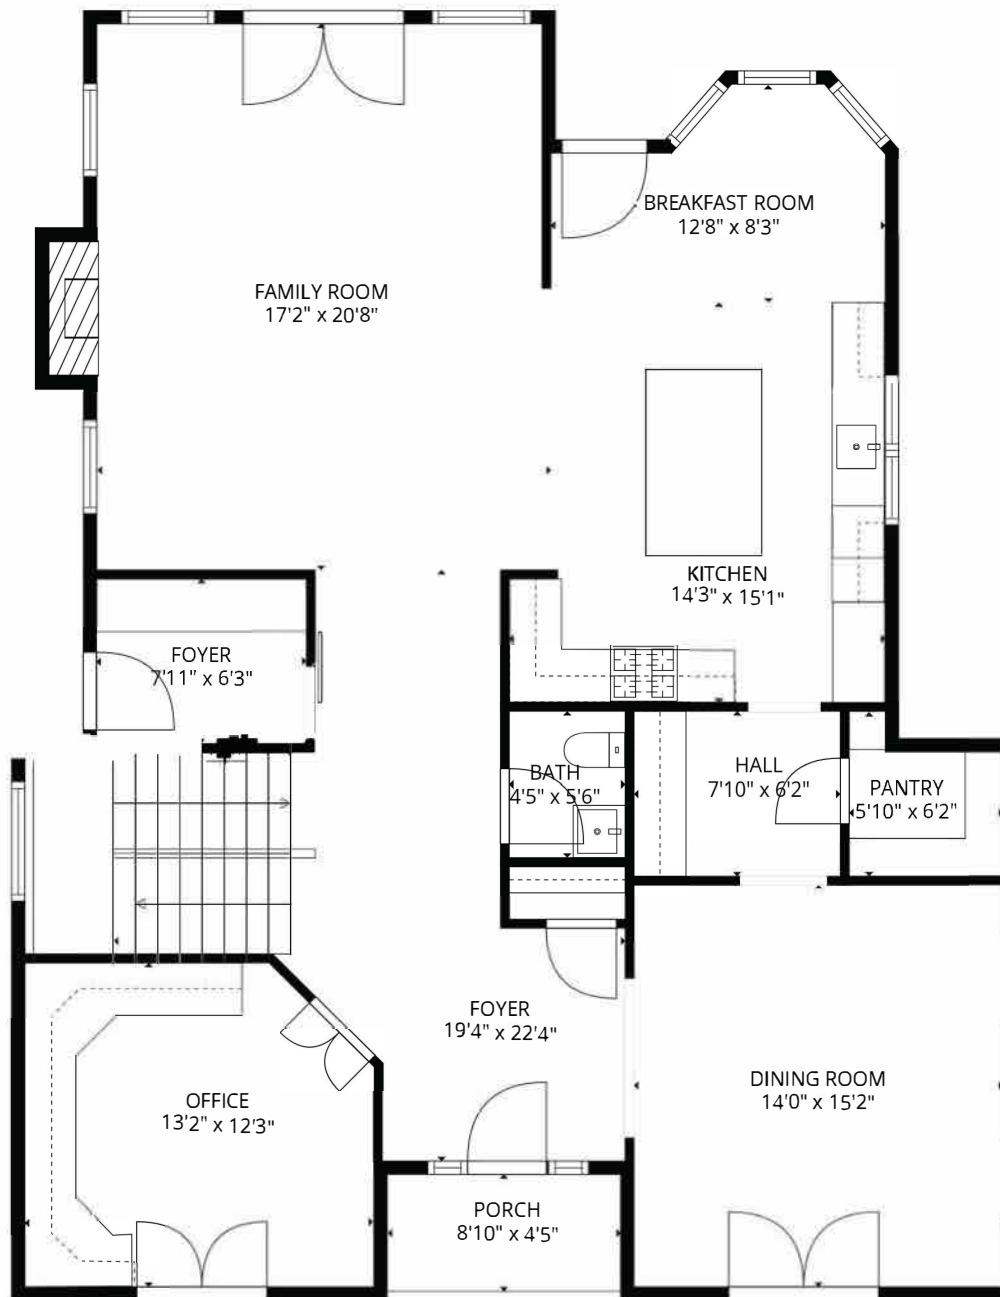 BREAKFAST ROOM
12'8" x 8'3"
FAMILY ROOM
17'2" x 20'8"
KITCHEN
14'3" x 15'1"
FOYER
7'11" x 6'3"
HALL
7'10" x 6'2"
BATH
4'5" x 5'6"
PANTRY
5'10" x 6'2"
FOYER
19'4" x 22'4"
DINING ROOM
14'0" x 15'2"
OFFICE
13'2" x 12'3"
PORCH
8'10" x 4'5"